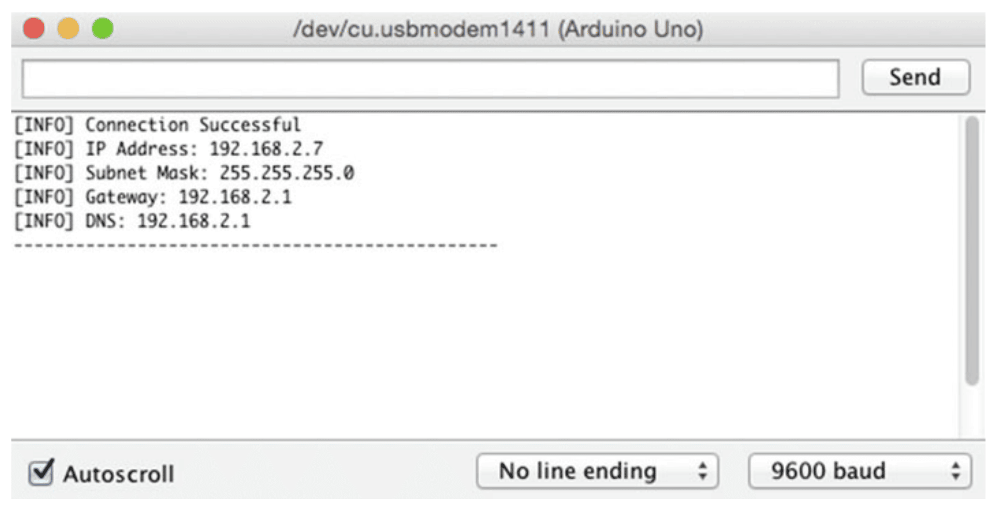 /dev/cu.usbmodem1411 (Arduino Uno)
Send
[INFO] Connection Successful
[INFO] IP Address: 192.168.2.7
[INFO] Subnet Mask: 255.255.255.0
[INFO] Gateway: 192.168.2.1
[INFO] DNS: 192.168.2.1
-----------------------------------------------
Autoscroll
No line ending
9600 baud